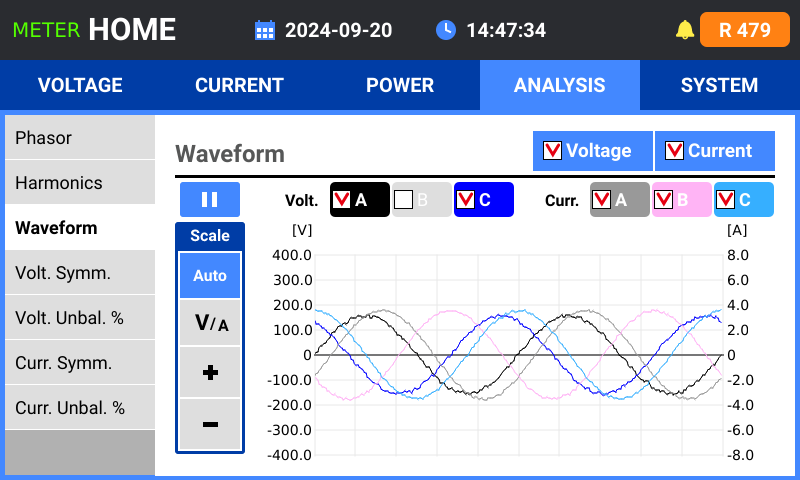 METER HOME 2024-09-20 14:47:34 R 479
VOLTAGE CURRENT POWER ANALYSIS SYSTEM
Phasor
Harmonics
Waveform
Volt. Symm.
Volt. Unbal. %
Curr. Symm.
Curr. Unbal. %
Waveform Voltage Current
Volt. A B C Curr. A B C
Scale
Auto
V/A
+
−
[V] [A]
400.0 8.0
300.0 6.0
200.0 4.0
100.0 2.0
0 0
-100.0 -2.0
-200.0 -4.0
-300.0 -6.0
-400.0 -8.0